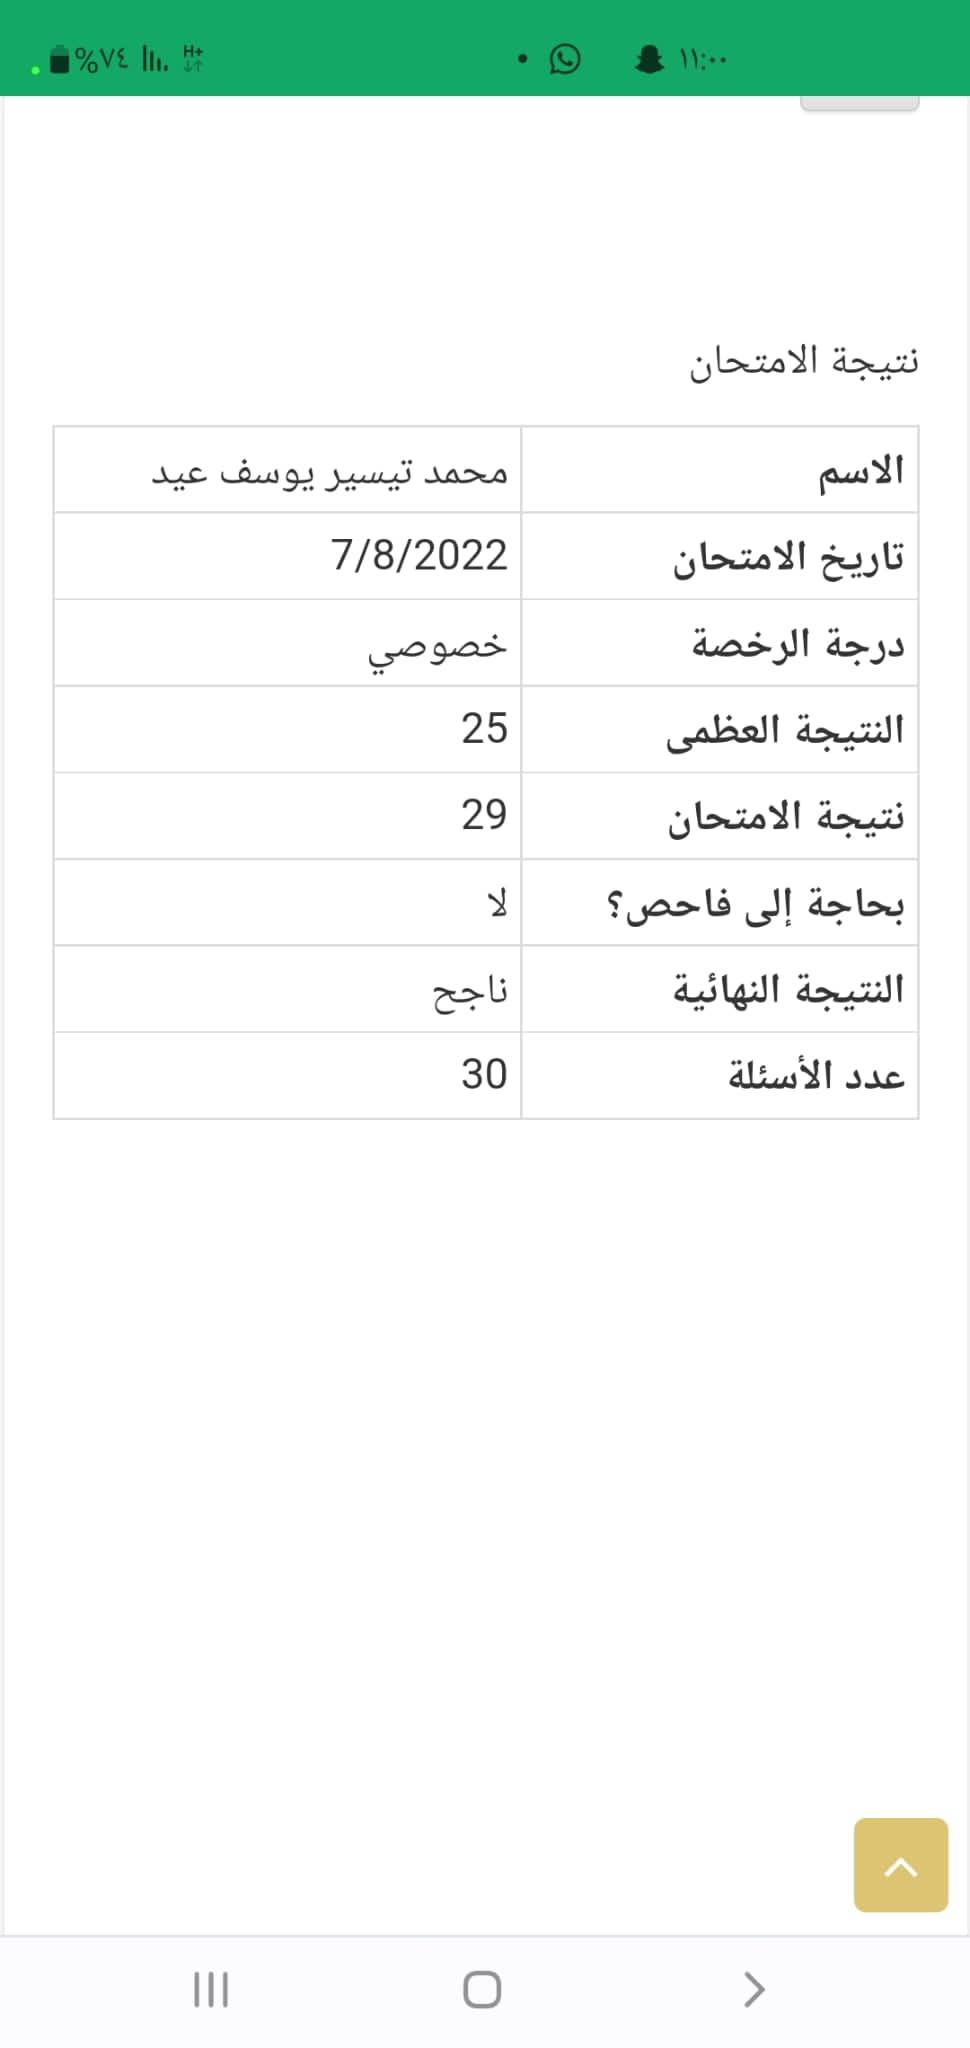 ١١:٠٠
H+
%٧٤
نتيجة الامتحان
الاسم محمد تيسير يوسف عيد
تاريخ الامتحان 7/8/2022
درجة الرخصة خصوصي
النتيجة العظمى 25
نتيجة الامتحان 29
بحاجة إلى فاحص؟ لا
النتيجة النهائية ناجح
عدد الأسئلة 30